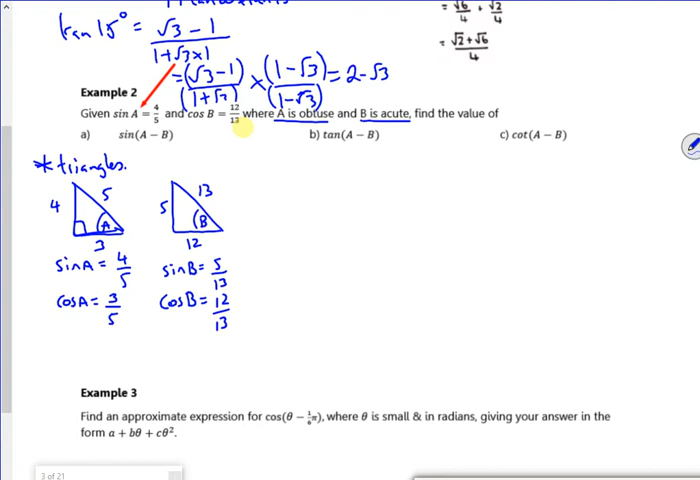 = √6/4 + √2/4
tan 15° = √3 − 1 / 1+√3×1
= √2+√6 / 4
= (√3−1)/(1+√3) × (1−√3)/(1−√3) = 2−√3
Example 2
Given sin A = 4/5 and cos B = 12/13 where A is obtuse and B is acute, find the value of
a) sin(A − B) b) tan(A − B) c) cot(A − B)
* triangles.
4 5 A 3
5 13 B 12
sinA = 4/5 sinB = 5/13
cosA = 3/5 cosB = 12/13
Example 3
Find an approximate expression for cos(θ − 1/6π), where θ is small & in radians, giving your answer in the
form a + bθ + cθ².
3 of 21